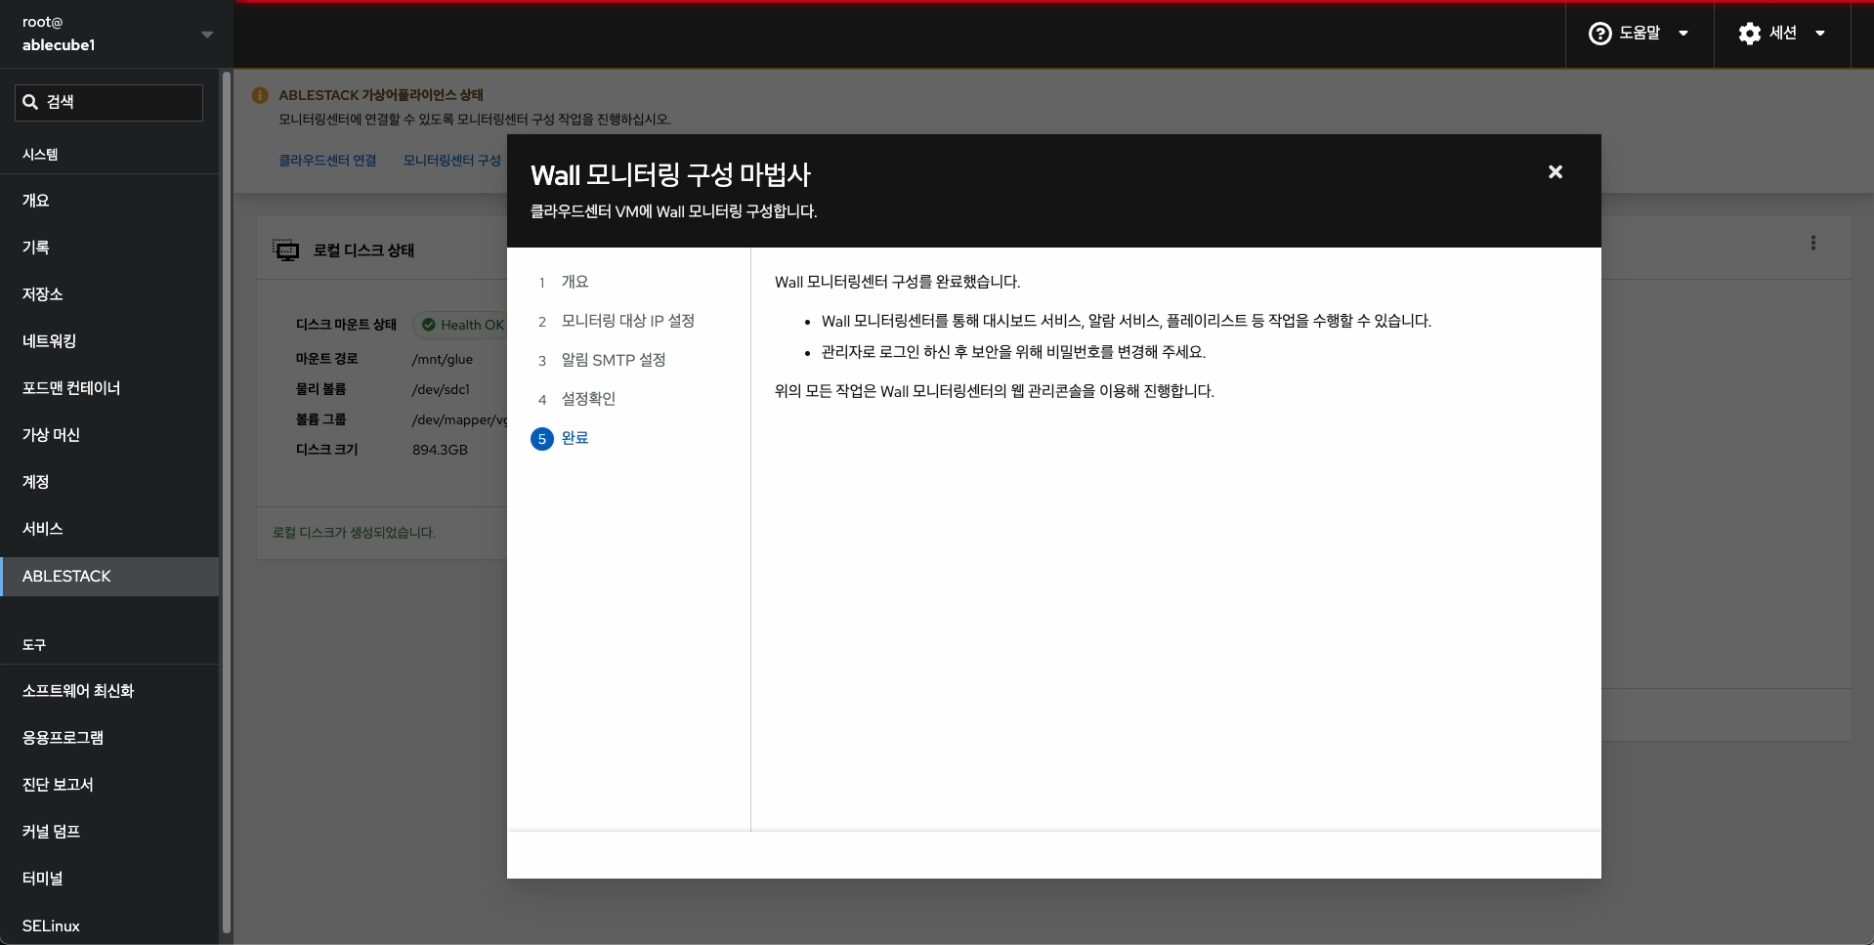 root@
ablecube1
도움말
세션
검색
시스템
개요
기록
저장소
네트워킹
포드맨 컨테이너
가상 머신
계정
서비스
ABLESTACK
도구
소프트웨어 최신화
응용프로그램
진단 보고서
커널 덤프
터미널
SELinux
ABLESTACK 가상어플라이언스 상태
모니터링센터에 연결할 수 있도록 모니터링센터 구성 작업을 진행하십시오.
클라우드센터 연결 모니터링센터 구성
로컬 디스크 상태
디스크 마운트 상태 Health OK
마운트 경로 /mnt/glue
물리 볼륨 /dev/sdc1
볼륨 그룹 /dev/mapper/vg
디스크 크기 894.3GB
로컬 디스크가 생성되었습니다.
Wall 모니터링 구성 마법사
클라우드센터 VM에 Wall 모니터링 구성합니다.
1 개요
2 모니터링 대상 IP 설정
3 알림 SMTP 설정
4 설정확인
5 완료
Wall 모니터링센터 구성를 완료했습니다.
• Wall 모니터링센터를 통해 대시보드 서비스, 알람 서비스, 플레이리스트 등 작업을 수행할 수 있습니다.
• 관리자로 로그인 하신 후 보안을 위해 비밀번호를 변경해 주세요.
위의 모든 작업은 Wall 모니터링센터의 웹 관리콘솔을 이용해 진행합니다.